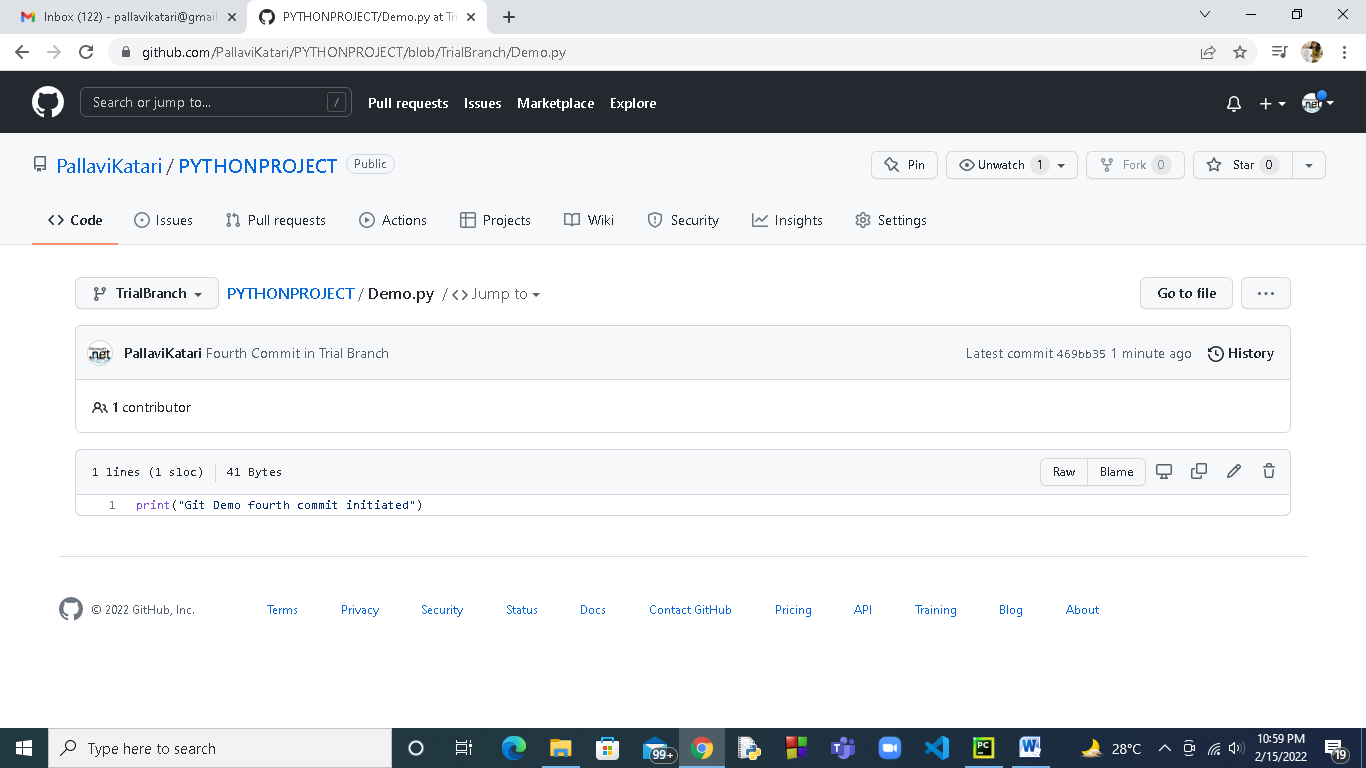 Inbox (122) - pallavikatari@gmail
PYTHONPROJECT/Demo.py at Tri
github.com/PallaviKatari/PYTHONPROJECT/blob/TrialBranch/Demo.py
Search or jump to... /
Pull requests Issues Marketplace Explore
.net
PallaviKatari / PYTHONPROJECT Public
Pin Unwatch 1 Fork 0 Star 0
Code Issues Pull requests Actions Projects Wiki Security Insights Settings
TrialBranch PYTHONPROJECT / Demo.py / <> Jump to Go to file ...
.net PallaviKatari Fourth Commit in Trial Branch Latest commit 469bb35 1 minute ago History
1 contributor
1 lines (1 sloc) 41 Bytes Raw Blame
1 print("Git Demo fourth commit initiated")
© 2022 GitHub, Inc. Terms Privacy Security Status Docs Contact GitHub Pricing API Training Blog About
Type here to search 99+ PC W 28°C 10:59 PM
2/15/2022 19